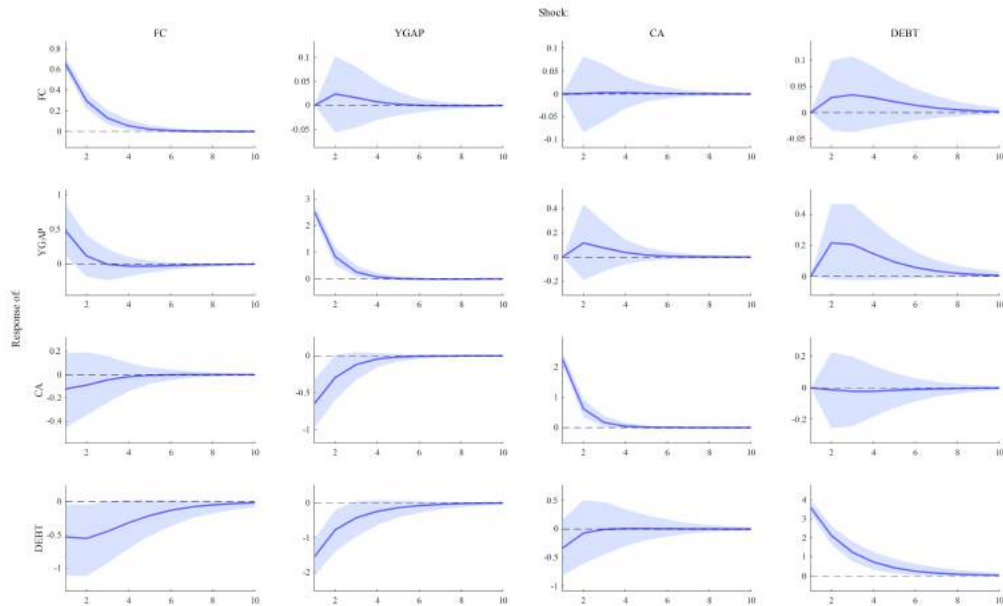 Shock:
FC YGAP CA DEBT
Response of:
FC
0.8 0.6 0.4 0.2 0
2 4 6 8 10
0.1 0.05 0 -0.05
2 4 6 8 10
0.1 0.05 0 -0.05 -0.1
2 4 6 8 10
0.1 0.05 0 -0.05
2 4 6 8 10
YGAP
1 0.5 0
2 4 6 8 10
3 2 1 0
2 4 6 8 10
0.4 0.2 0 -0.2
2 4 6 8 10
0.4 0.2 0
2 4 6 8 10
CA
0.2 0 -0.2 -0.4
2 4 6 8 10
0 -0.5 -1
2 4 6 8 10
2 1 0
2 4 6 8 10
0.2 0 -0.2
2 4 6 8 10
DEBT
0 -0.5 -1
2 4 6 8 10
0 -1 -2
2 4 6 8 10
0.5 0 -0.5 -1
2 4 6 8 10
4 3 2 1 0
2 4 6 8 10